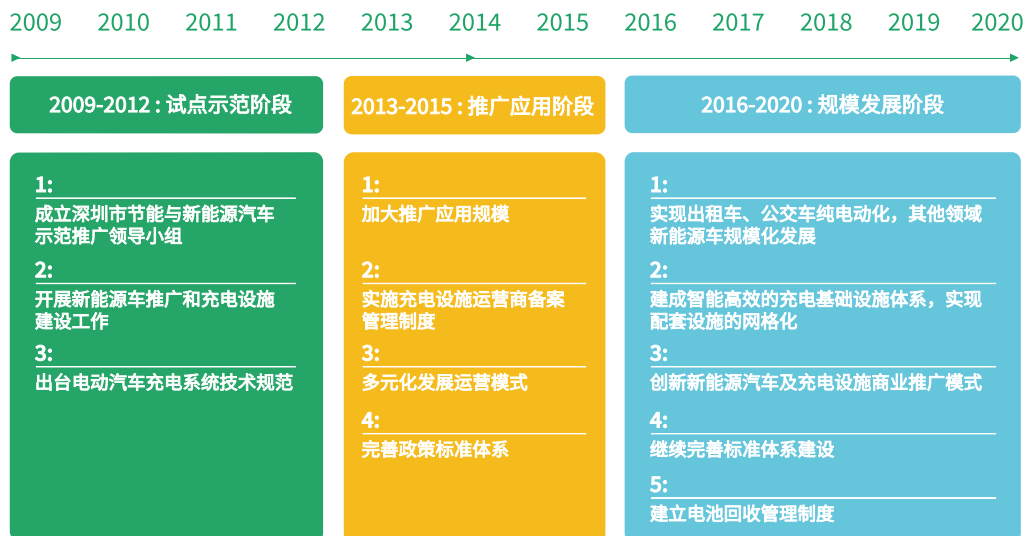 2009 2010 2011 2012 2013 2014 2015 2016 2017 2018 2019 2020
2009-2012 : 试点示范阶段
1:
成立深圳市节能与新能源汽车
示范推广领导小组
2:
开展新能源车推广和充电设施
建设工作
3:
出台电动汽车充电系统技术规范
2013-2015 : 推广应用阶段
1:
加大推广应用规模
2:
实施充电设施运营商备案
管理制度
3:
多元化发展运营模式
4:
完善政策标准体系
2016-2020 : 规模发展阶段
1:
实现出租车、公交车纯电动化，其他领域
新能源车规模化发展
2:
建成智能高效的充电基础设施体系，实现
配套设施的网格化
3:
创新新能源汽车及充电设施商业推广模式
4:
继续完善标准体系建设
5:
建立电池回收管理制度